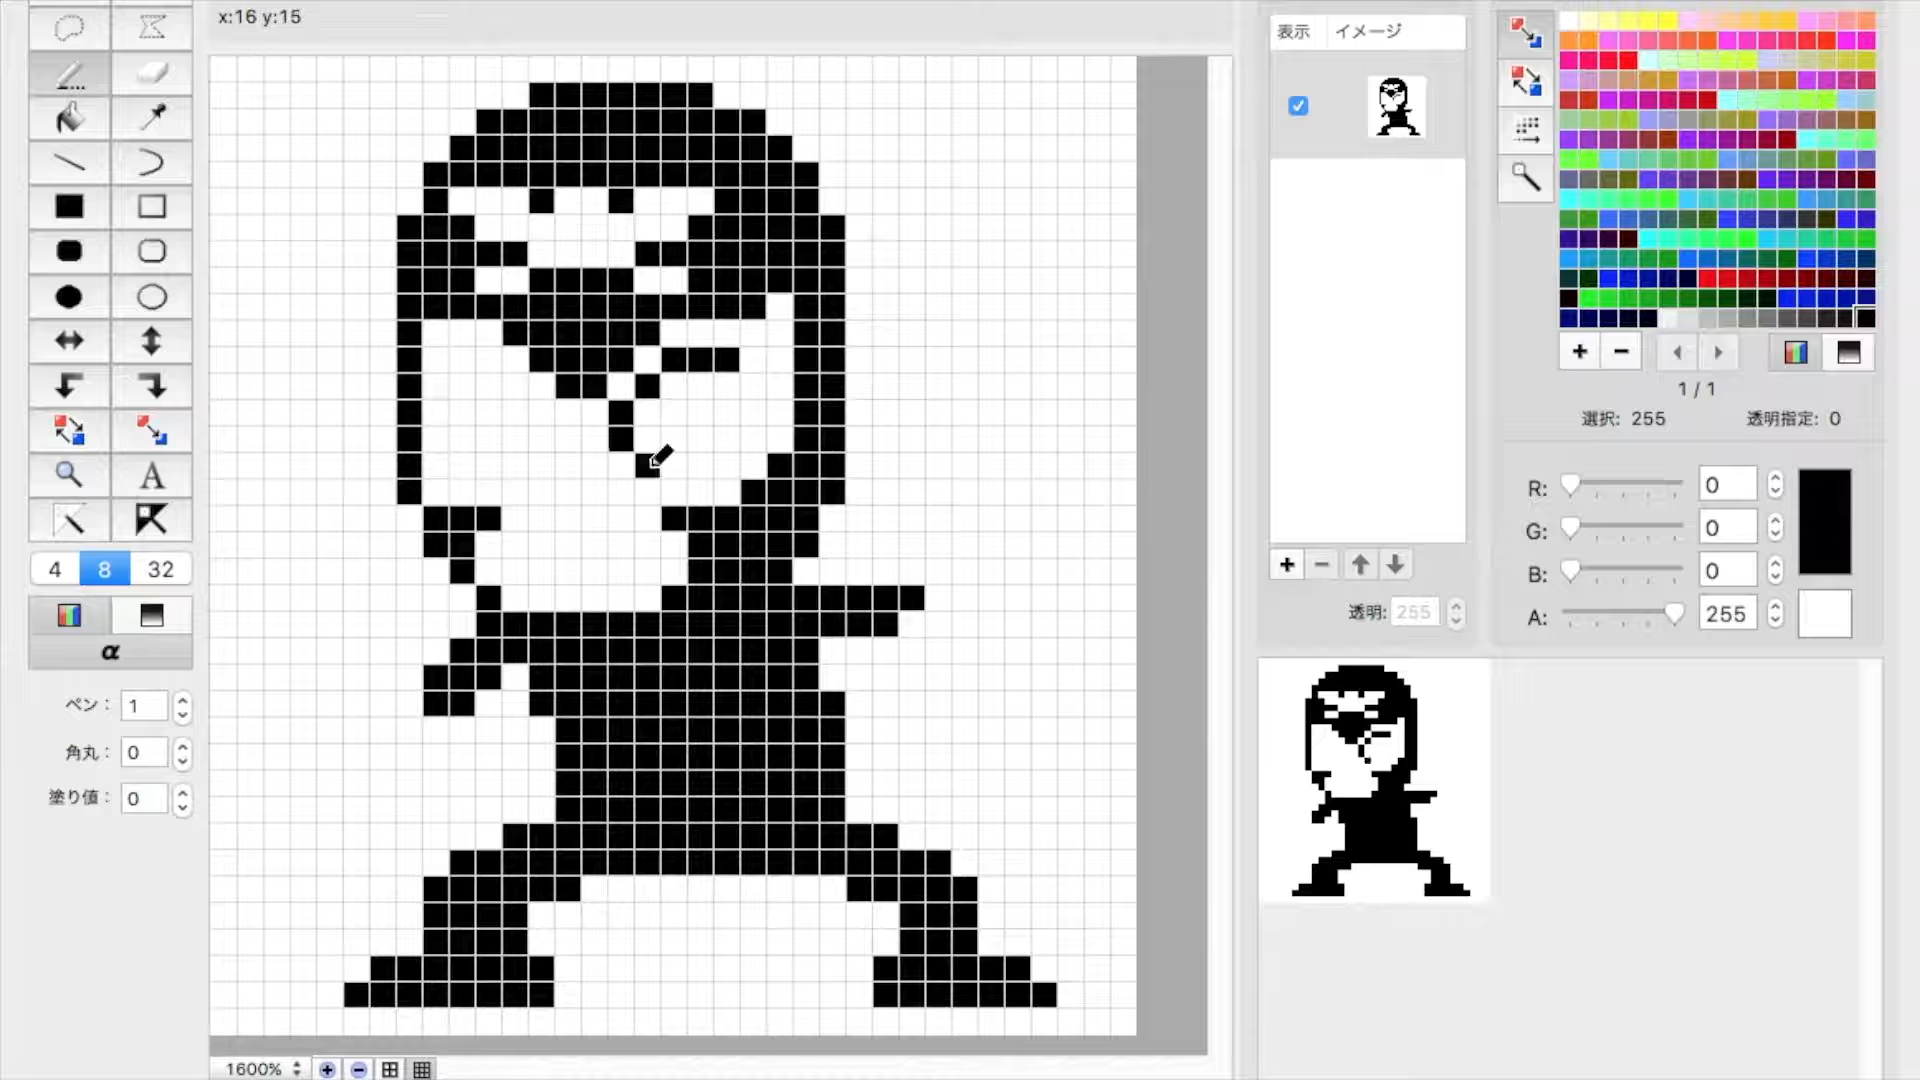 x:16 y:15
表示 イメージ
A
4 8 32
α
ペン： 1
角丸： 0
塗り値： 0
1600%
透明: 255
1 / 1
選択: 255 透明指定: 0
R: 0
G: 0
B: 0
A: 255